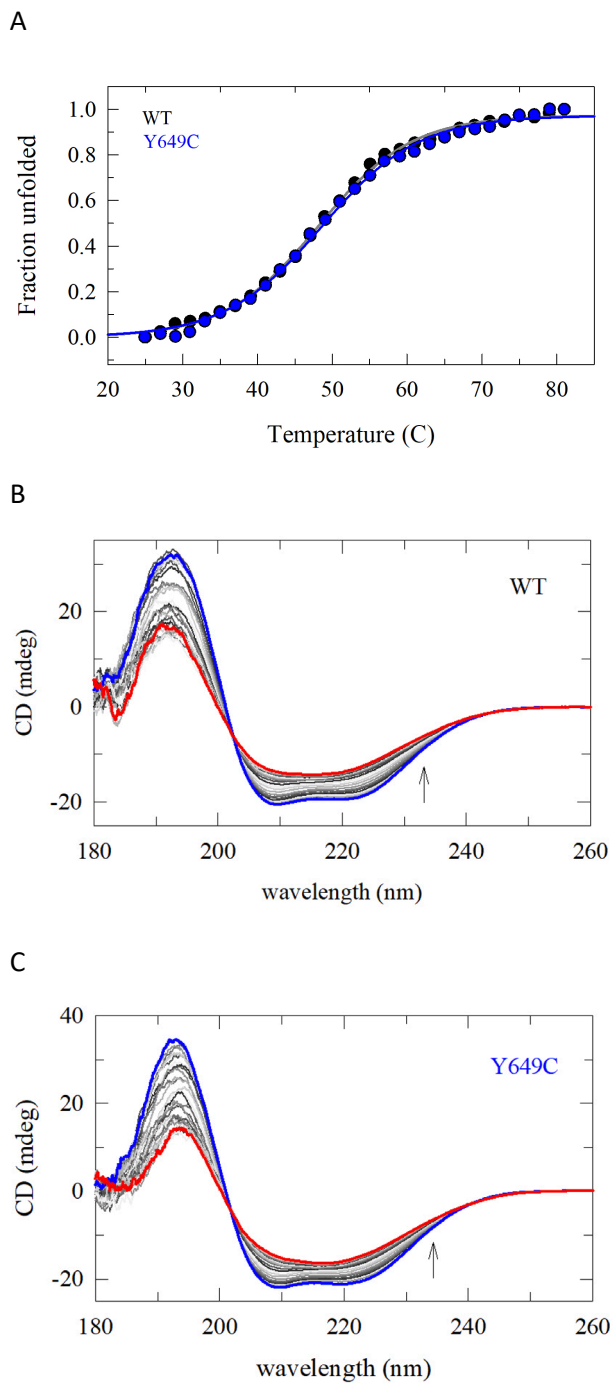 A
WT
Y649C
Fraction unfolded
1.0
0.8
0.6
0.4
0.2
0.0
20 30 40 50 60 70 80
Temperature (C)
B
WT
CD (mdeg)
20
0
-20
180 200 220 240 260
wavelength (nm)
C
Y649C
CD (mdeg)
40
20
0
-20
180 200 220 240 260
wavelength (nm)